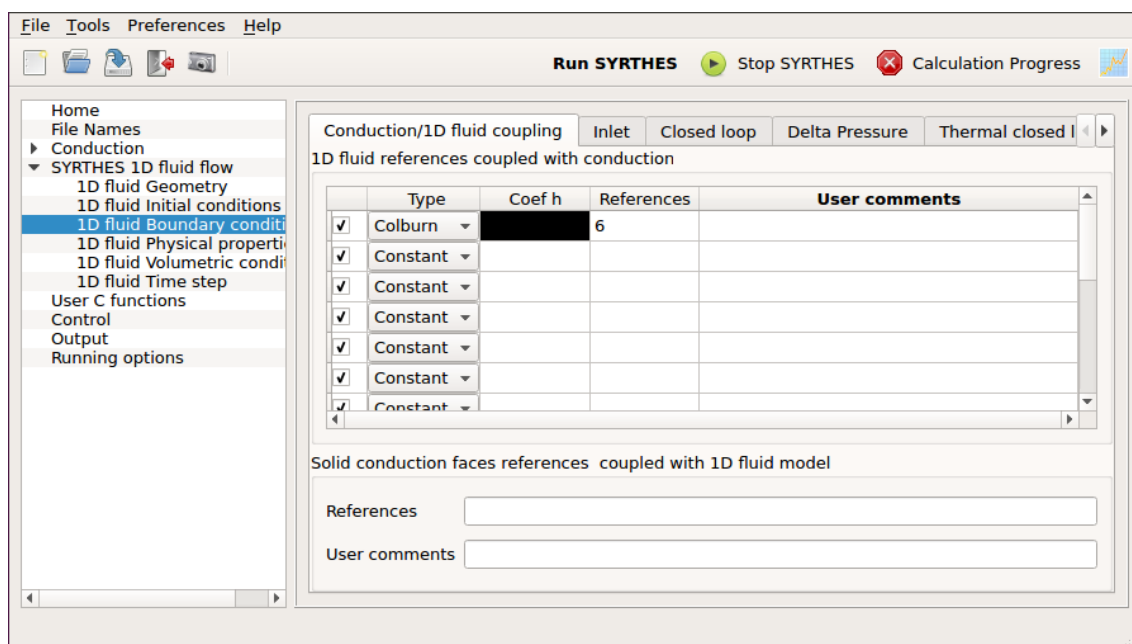 File Tools Preferences Help
Run SYRTHES Stop SYRTHES Calculation Progress
Home
File Names
Conduction
SYRTHES 1D fluid flow
1D fluid Geometry
1D fluid Initial conditions
1D fluid Boundary conditi
1D fluid Physical properti
1D fluid Volumetric condit
1D fluid Time step
User C functions
Control
Output
Running options
Conduction/1D fluid coupling Inlet Closed loop Delta Pressure Thermal closed l
1D fluid references coupled with conduction
Type Coef h References User comments
Colburn 6
Constant
Constant
Constant
Constant
Constant
Constant
Solid conduction faces references coupled with 1D fluid model
References
User comments